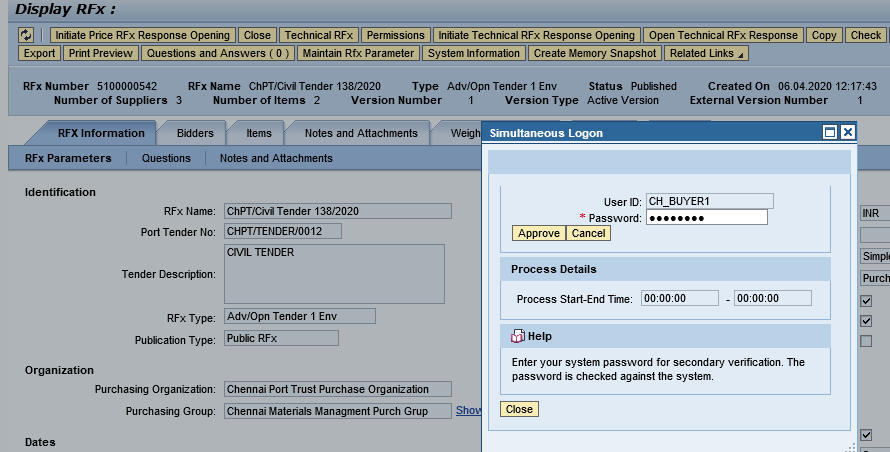 Display RFx :
Initiate Price RFx Response Opening Close Technical RFx Permissions Initiate Technical RFx Response Opening Open Technical RFx Response Copy Check
Export Print Preview Questions and Answers ( 0 ) Maintain Rfx Parameter System Information Create Memory Snapshot Related Links
RFx Number 5100000542 RFx Name ChPT/Civil Tender 138/2020 Type Adv/Opn Tender 1 Env Status Published Created On 06.04.2020 12:17:43
Number of Suppliers 3 Number of Items 2 Version Number 1 Version Type Active Version External Version Number 1
RFX Information Bidders Items Notes and Attachments Weigh
RFx Parameters Questions Notes and Attachments
Simultaneous Logon
Identification
RFx Name: ChPT/Civil Tender 138/2020
Port Tender No: CHPT/TENDER/0012
Tender Description: CIVIL TENDER
RFx Type: Adv/Opn Tender 1 Env
Publication Type: Public RFx
Organization
Purchasing Organization: Chennai Port Trust Purchase Organization
Purchasing Group: Chennai Materials Managment Purch Grup Show
Dates
User ID: CH_BUYER1
* Password: ●●●●●●●●
Approve Cancel
Process Details
Process Start-End Time: 00:00:00 - 00:00:00
Help
Enter your system password for secondary verification. The
password is checked against the system.
Close
INR
Simple
Purch